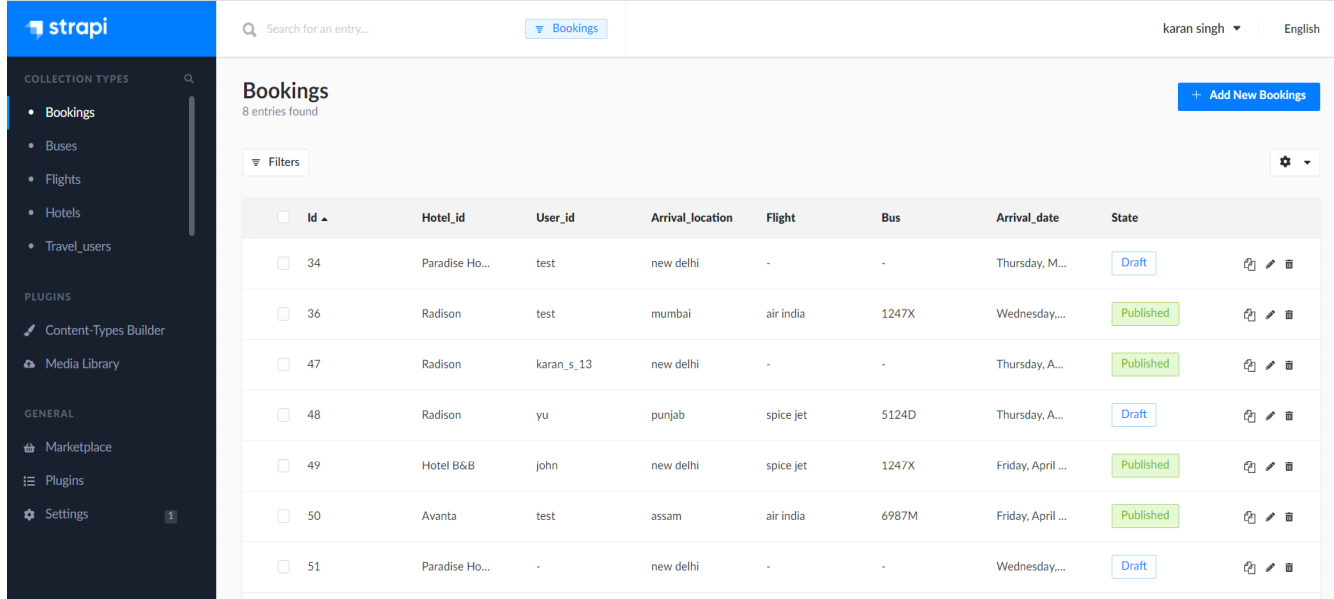 strapi
Search for an entry...
Bookings
karan singh
English
COLLECTION TYPES
Bookings
Buses
Flights
Hotels
Travel_users
PLUGINS
Content-Types Builder
Media Library
GENERAL
Marketplace
Plugins
Settings 1
Bookings
8 entries found
+ Add New Bookings
Filters
Id Hotel_id User_id Arrival_location Flight Bus Arrival_date State
34 Paradise Ho... test new delhi - - Thursday, M... Draft
36 Radison test mumbai air india 1247X Wednesday,... Published
47 Radison karan_s_13 new delhi - - Thursday, A... Published
48 Radison yu punjab spice jet 5124D Thursday, A... Draft
49 Hotel B&B john new delhi spice jet 1247X Friday, April ... Published
50 Avanta test assam air india 6987M Friday, April ... Published
51 Paradise Ho... - new delhi - - Wednesday,... Draft